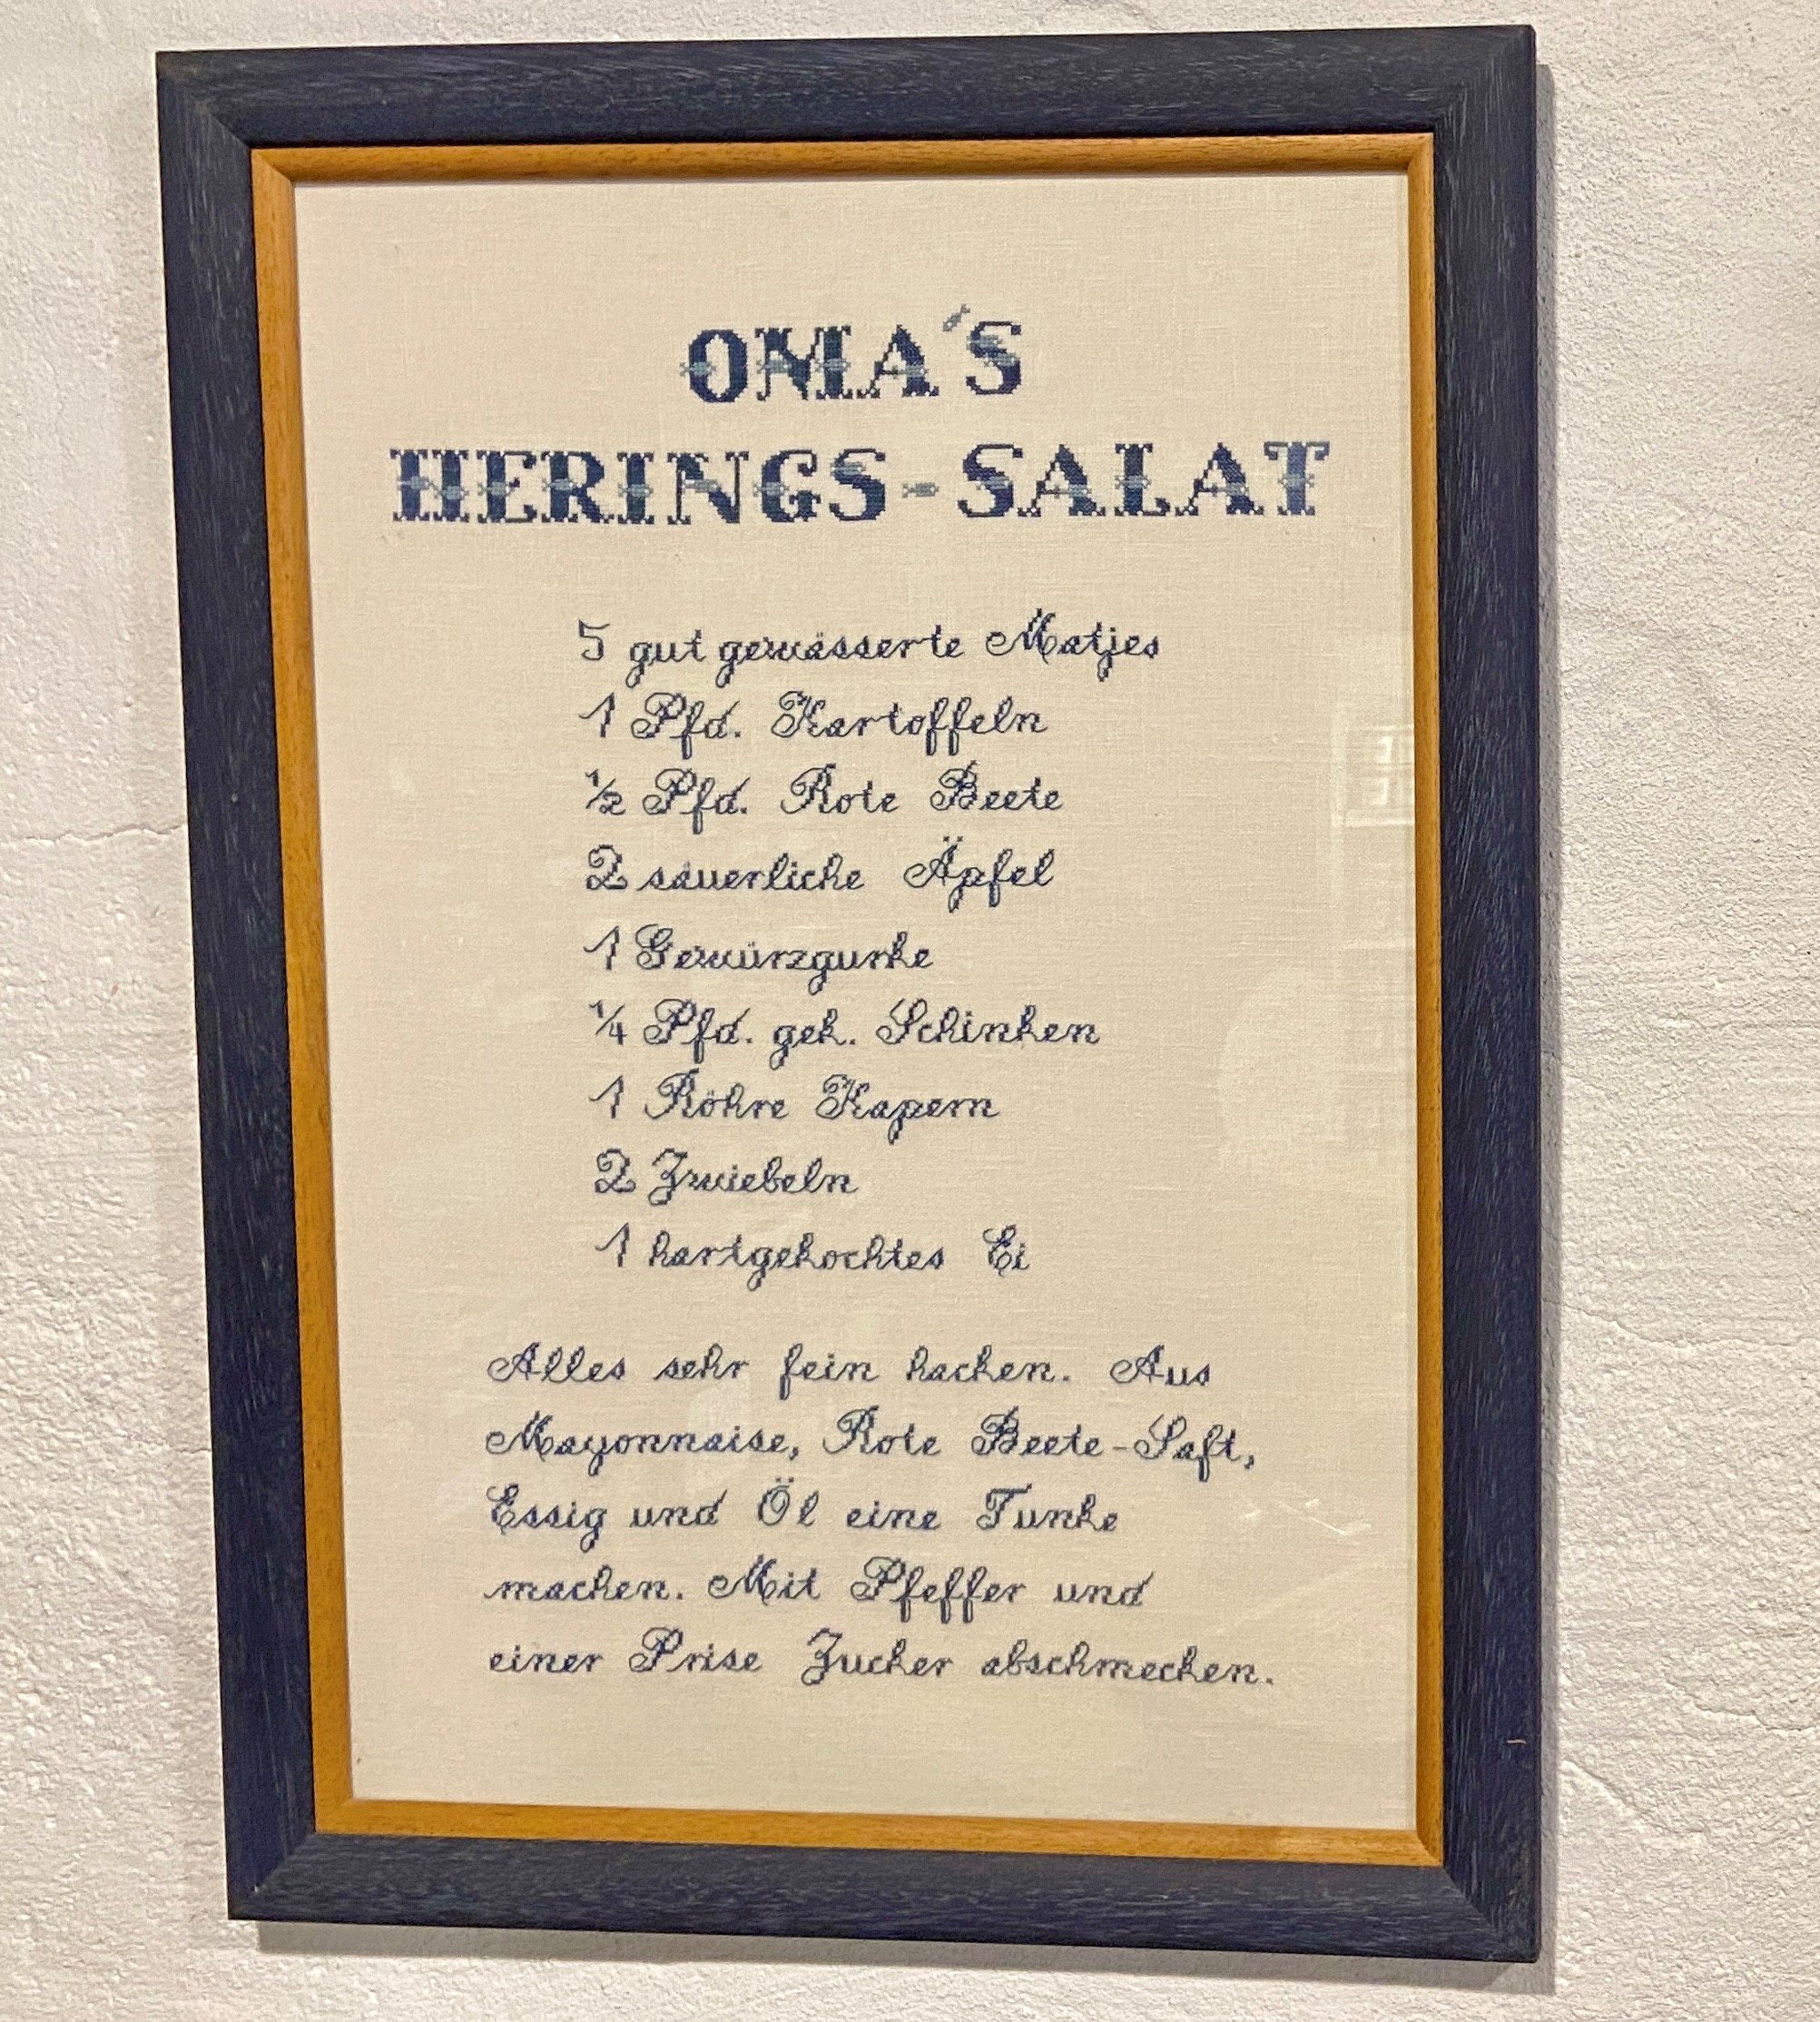 OMA'S
HERINGS-SALAT
5 gut gewässerte Matjes
1 Pfd. Kartoffeln
1/2 Pfd. Rote Beete
2 säuerliche Äpfel
1 Gewürzgurke
1/4 Pfd. gek. Schinken
1 Röhre Kapern
2 Zwiebeln
1 hartgekochtes Ei
Alles sehr fein hacken. Aus
Mayonnaise, Rote Beete-Saft,
Essig und Öl eine Tunke
machen. Mit Pfeffer und
einer Prise Zucker abschmecken.